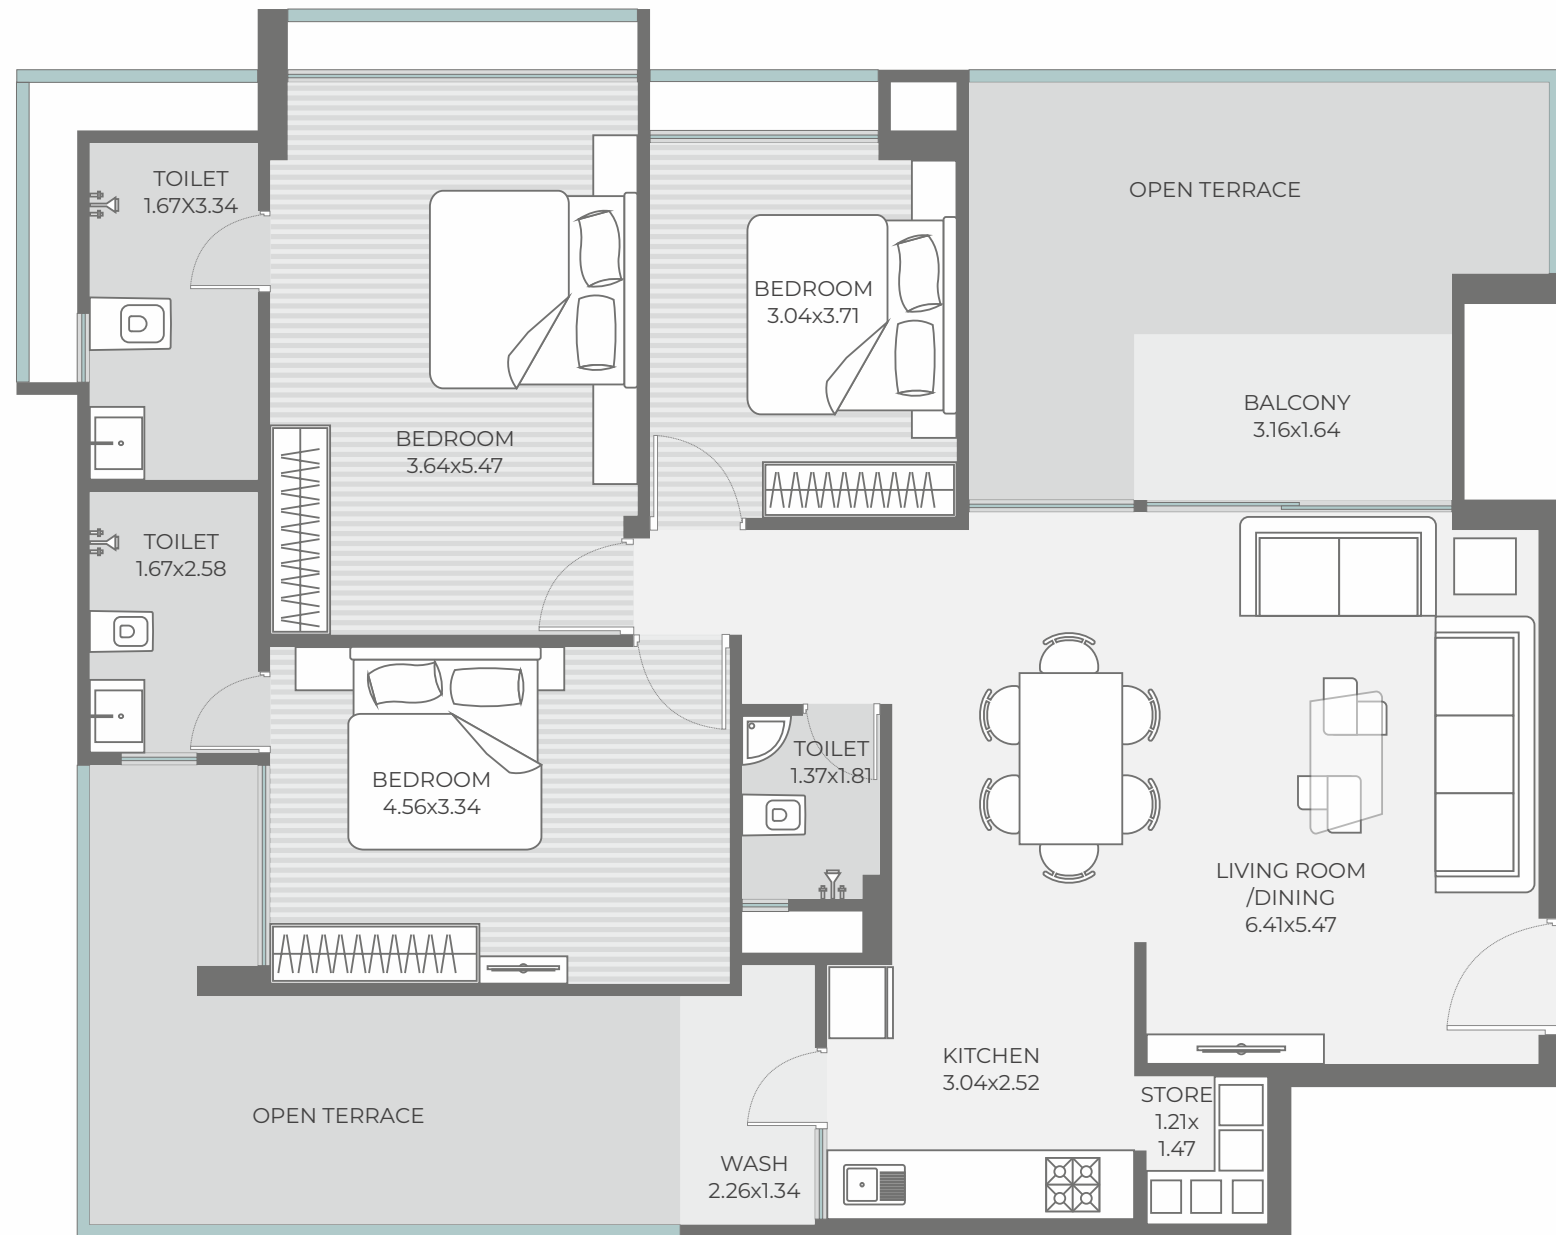 TOILET
1.67X3.34
OPEN TERRACE
BEDROOM
3.04x3.71
BALCONY
3.16x1.64
BEDROOM
3.64x5.47
TOILET
1.67x2.58
TOILET
1.37x1.81
BEDROOM
4.56x3.34
LIVING ROOM
/DINING
6.41x5.47
KITCHEN
3.04x2.52
STORE
1.21x
1.47
OPEN TERRACE
WASH
2.26x1.34